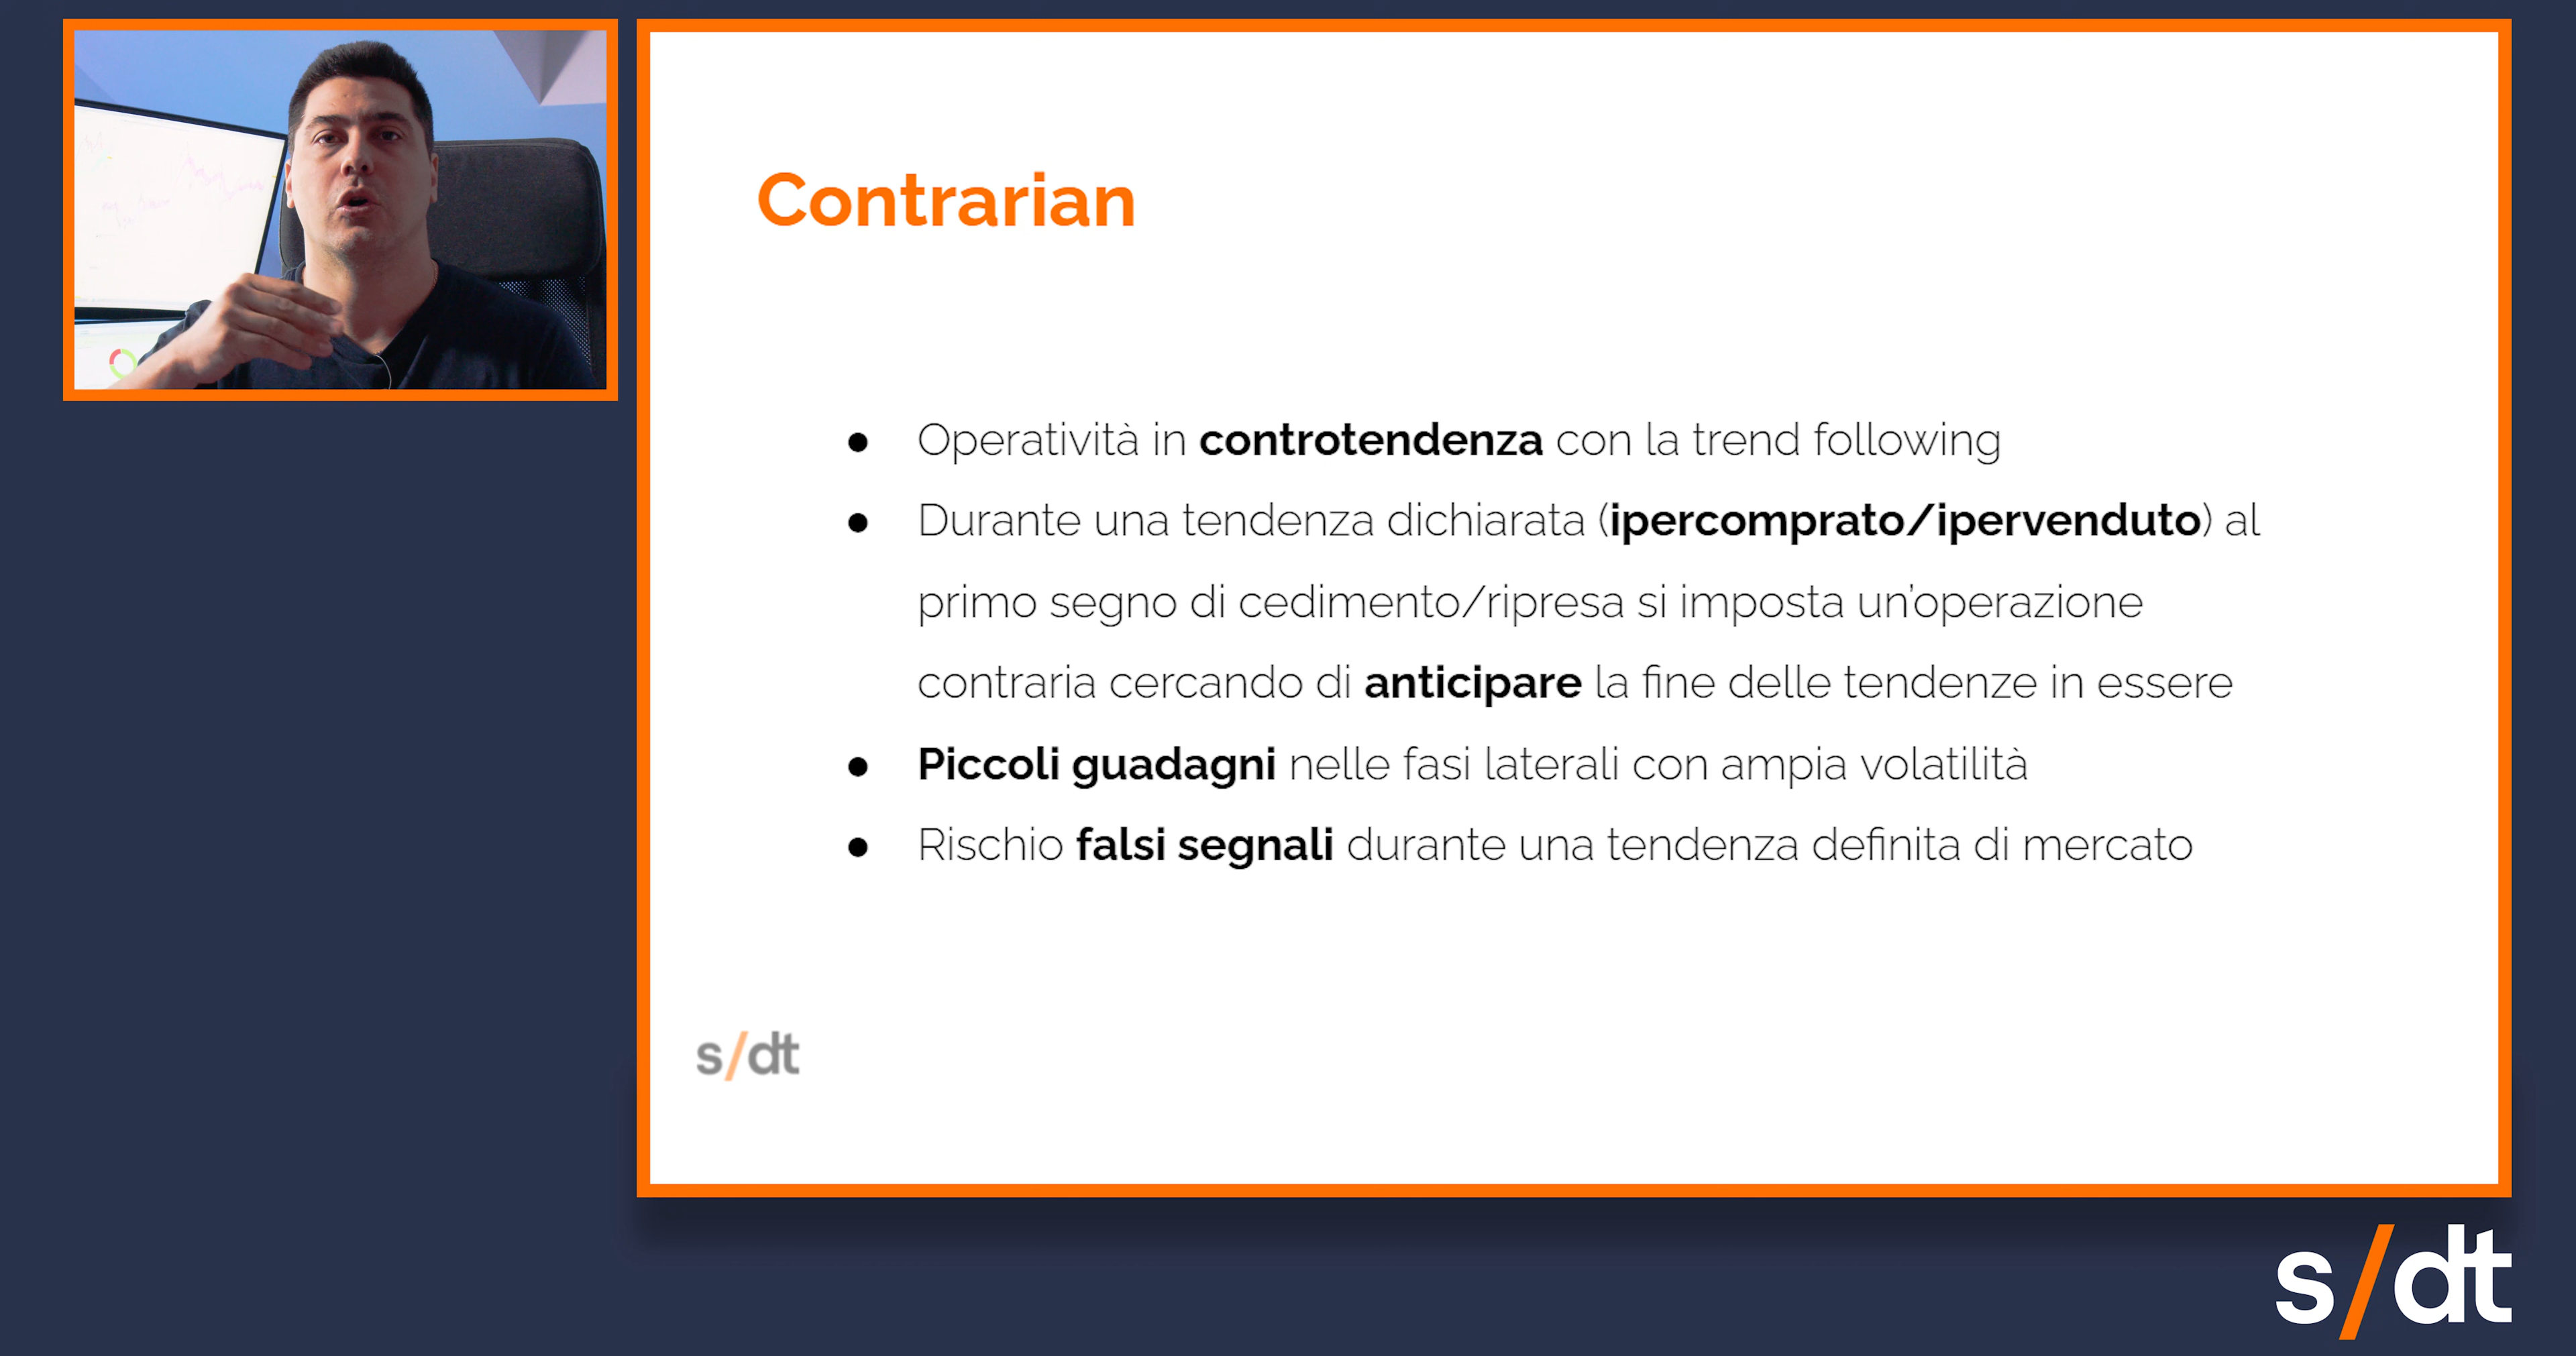 Contrarian
● Operatività in controtendenza con la trend following
● Durante una tendenza dichiarata (ipercomprato/ipervenduto) al
primo segno di cedimento/ripresa si imposta un'operazione
contraria cercando di anticipare la fine delle tendenze in essere
● Piccoli guadagni nelle fasi laterali con ampia volatilità
● Rischio falsi segnali durante una tendenza definita di mercato
s/dt
s/dt